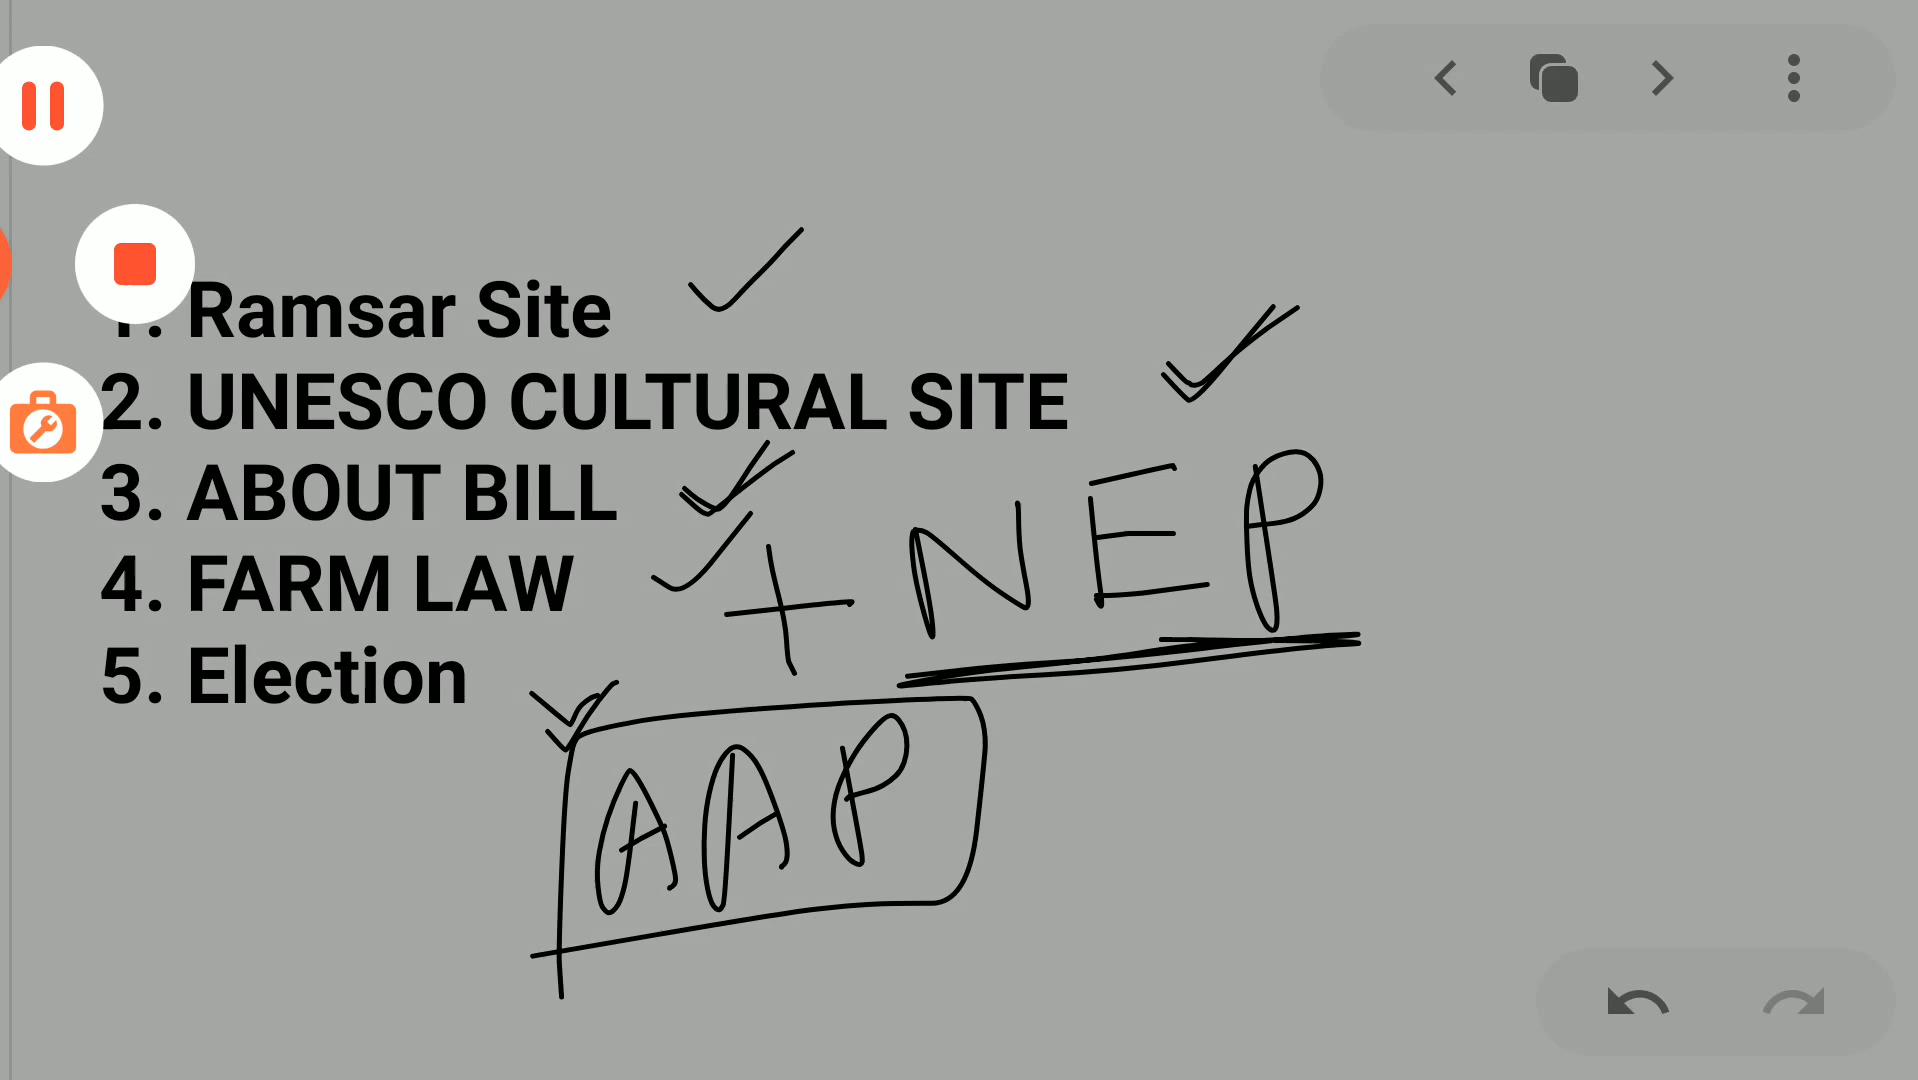 1. Ramsar Site
2. UNESCO CULTURAL SITE
3. ABOUT BILL
4. FARM LAW + NEP
5. Election
AAP